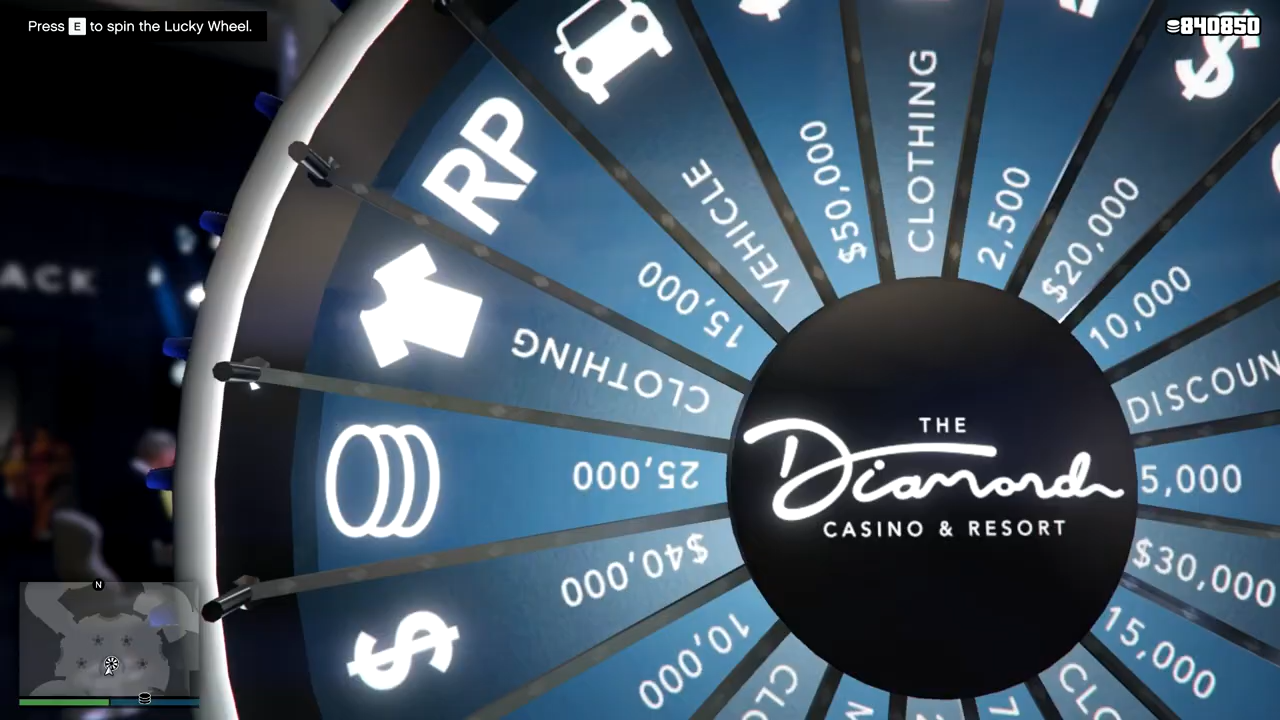 Press E to spin the Lucky Wheel.
840850
RP
VEHICLE
$50,000
CLOTHING
2,500
$20,000
10,000
15,000
DISCOUN
ACK
CLOTHING
25,000
THE
Diamond
CASINO & RESORT
5,000
$40,000
$30,000
10,000
15,000
CLO
CLO
N